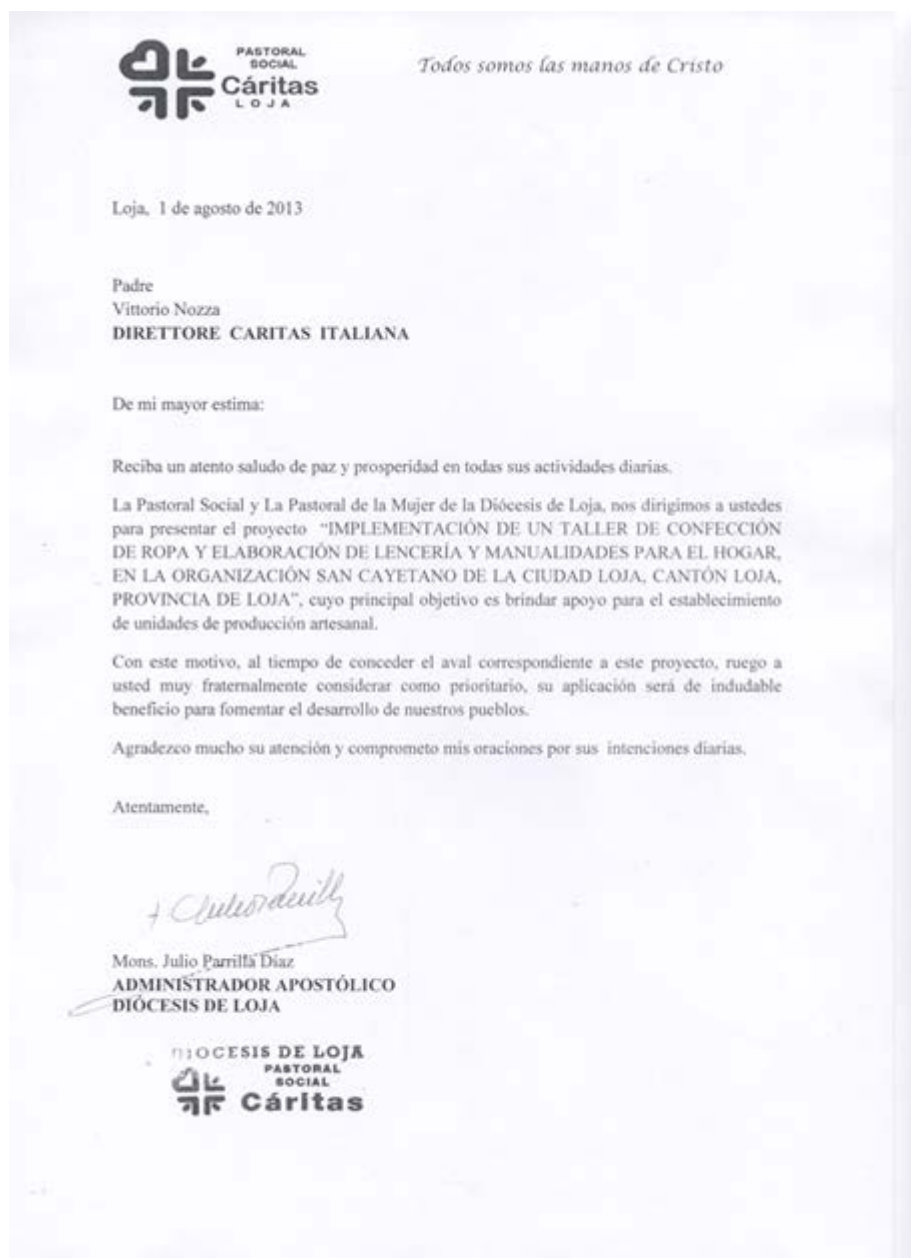 PASTORAL
SOCIAL
Cáritas
LOJA
Todos somos las manos de Cristo
Loja, 1 de agosto de 2013
Padre
Vittorio Nozza
DIRETTORE CARITAS ITALIANA
De mi mayor estima:
Reciba un atento saludo de paz y prosperidad en todas sus actividades diarias.
La Pastoral Social y La Pastoral de la Mujer de la Diócesis de Loja, nos dirigimos a ustedes
para presentar el proyecto "IMPLEMENTACIÓN DE UN TALLER DE CONFECCIÓN
DE ROPA Y ELABORACIÓN DE LENCERÍA Y MANUALIDADES PARA EL HOGAR,
EN LA ORGANIZACIÓN SAN CAYETANO DE LA CIUDAD LOJA, CANTÓN LOJA,
PROVINCIA DE LOJA", cuyo principal objetivo es brindar apoyo para el establecimiento
de unidades de producción artesanal.
Con este motivo, al tiempo de conceder el aval correspondiente a este proyecto, ruego a
usted muy fraternalmente considerar como prioritario, su aplicación será de indudable
beneficio para fomentar el desarrollo de nuestros pueblos.
Agradezco mucho su atención y comprometo mis oraciones por sus intenciones diarias.
Atentamente,
Mons. Julio Parrilla Díaz
ADMINISTRADOR APOSTÓLICO
DIÓCESIS DE LOJA
DIOCESIS DE LOJA
PASTORAL
SOCIAL
Cáritas